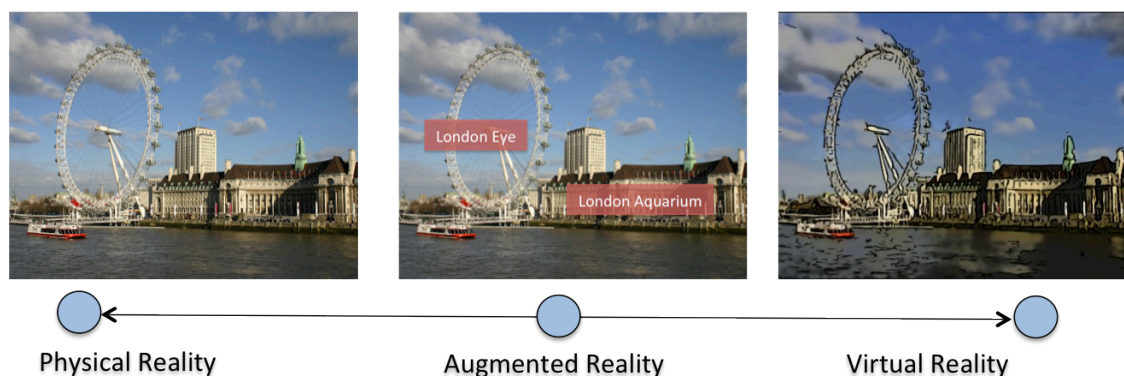 London Eye
London Aquarium
Physical Reality
Augmented Reality
Virtual Reality